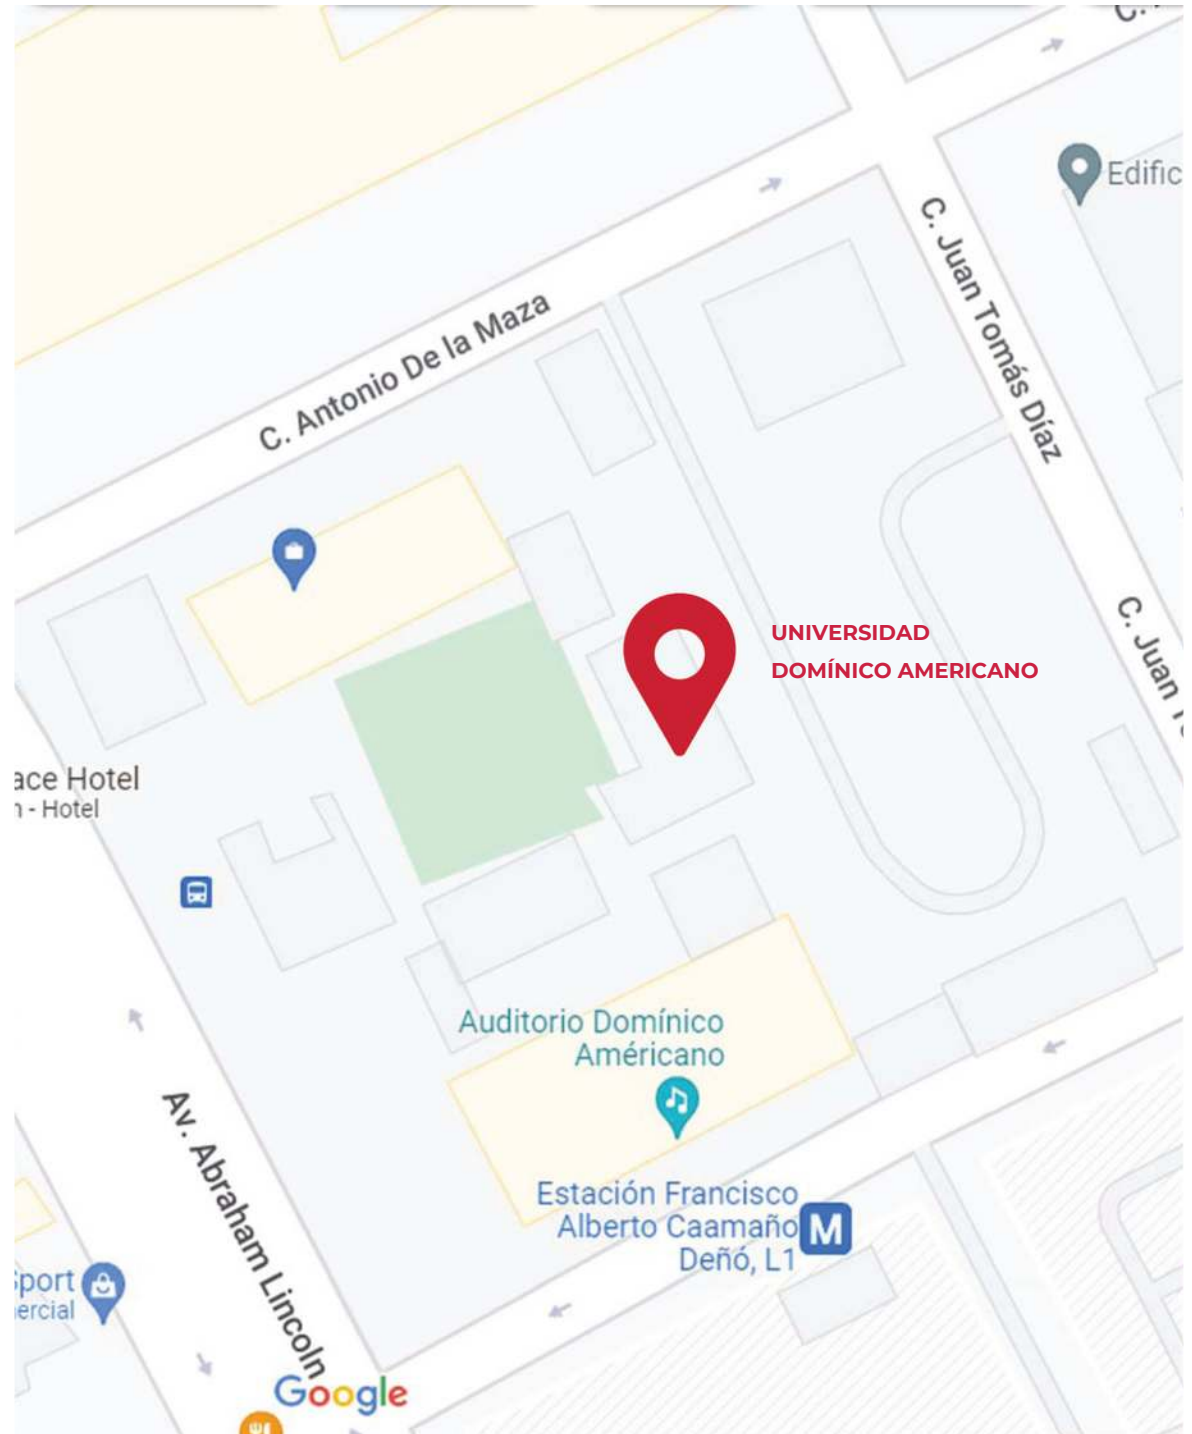 C.
Edific
C. Juan Tomás Díaz
C. Antonio De la Maza
UNIVERSIDAD
DOMÍNICO AMERICANO
C. Juan
ace Hotel
- Hotel
Auditorio Domínico
Américano
Av. Abraham Lincoln
Estación Francisco
Alberto Caamaño
Deñó, L1
M
port
ercial
Google